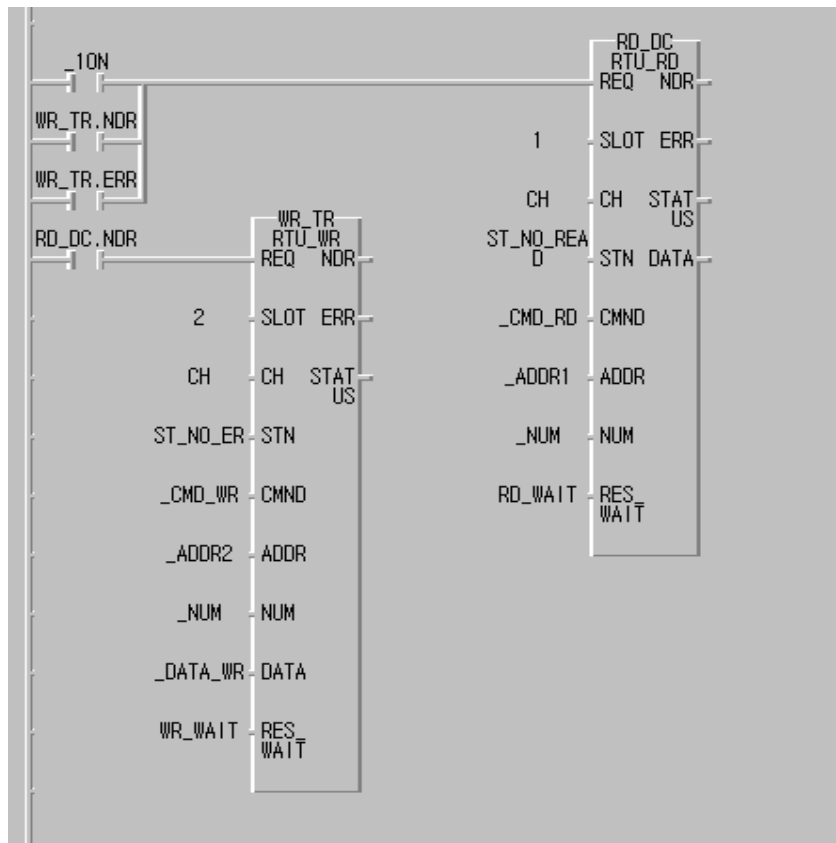 RD_DC
_1ON RTU_RD
REQ NDR
WR_TR.NDR
1 SLOT ERR
WR_TR.ERR
CH CH STAT
US
WR_TR
RD_DC.NDR RTU_WR ST_NO_REA
REQ NDR D STN DATA
2 SLOT ERR _CMD_RD CMND
CH CH STAT _ADDR1 ADDR
US
ST_NO_ER STN _NUM NUM
_CMD_WR CMND RD_WAIT RES_
WAIT
_ADDR2 ADDR
_NUM NUM
_DATA_WR DATA
WR_WAIT RES_
WAIT